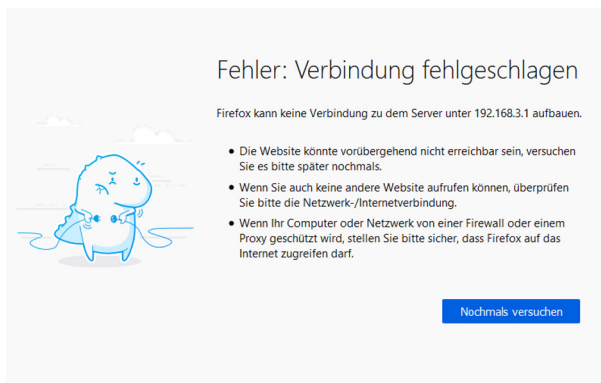 Fehler: Verbindung fehlgeschlagen
Firefox kann keine Verbindung zu dem Server unter 192.168.3.1 aufbauen.
• Die Website könnte vorübergehend nicht erreichbar sein, versuchen
Sie es bitte später nochmals.
• Wenn Sie auch keine andere Website aufrufen können, überprüfen
Sie bitte die Netzwerk-/Internetverbindung.
• Wenn Ihr Computer oder Netzwerk von einer Firewall oder einem
Proxy geschützt wird, stellen Sie bitte sicher, dass Firefox auf das
Internet zugreifen darf.
Nochmals versuchen